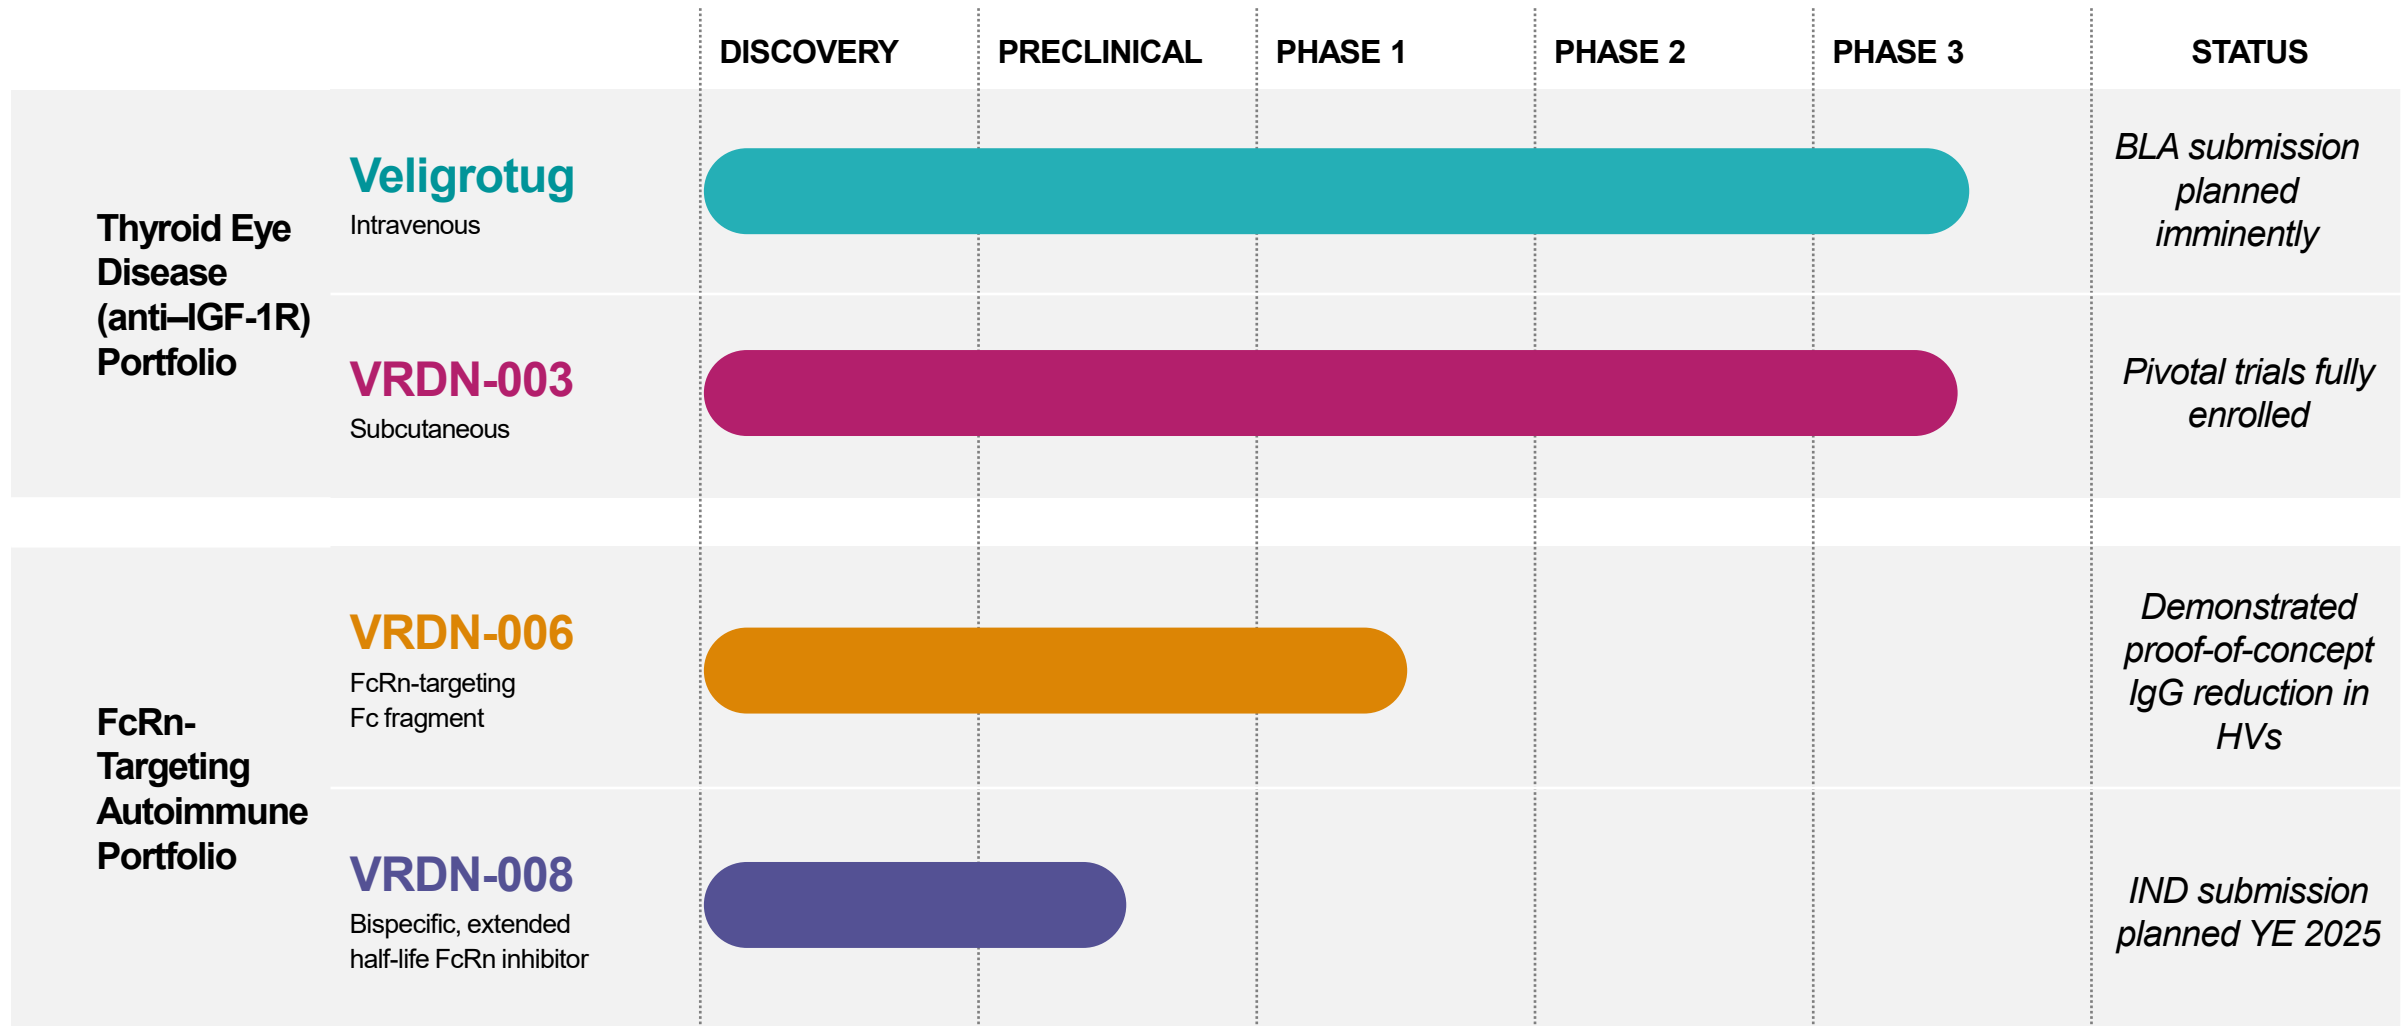 DISCOVERY PRECLINICAL PHASE 1 PHASE 2 PHASE 3 STATUS
Thyroid Eye
Disease
(anti–IGF-1R)
Portfolio
Veligrotug
Intravenous
BLA submission
planned
imminently
VRDN-003
Subcutaneous
Pivotal trials fully
enrolled
FcRn-
Targeting
Autoimmune
Portfolio
VRDN-006
FcRn-targeting
Fc fragment
Demonstrated
proof-of-concept
IgG reduction in
HVs
VRDN-008
Bispecific, extended
half-life FcRn inhibitor
IND submission
planned YE 2025